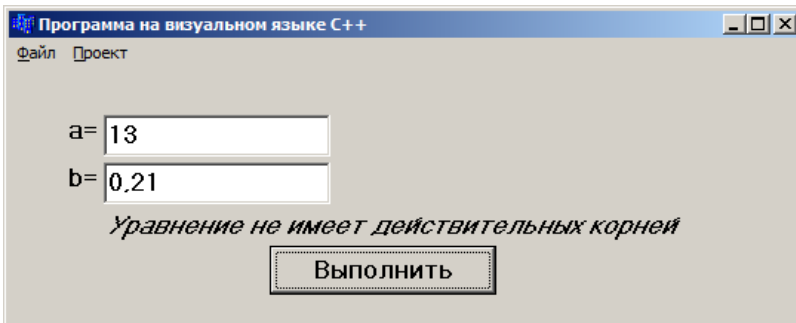 Программа на визуальном языке C++
Файл Проект
a= 13
b= 0,21
Уравнение не имеет действительных корней
Выполнить